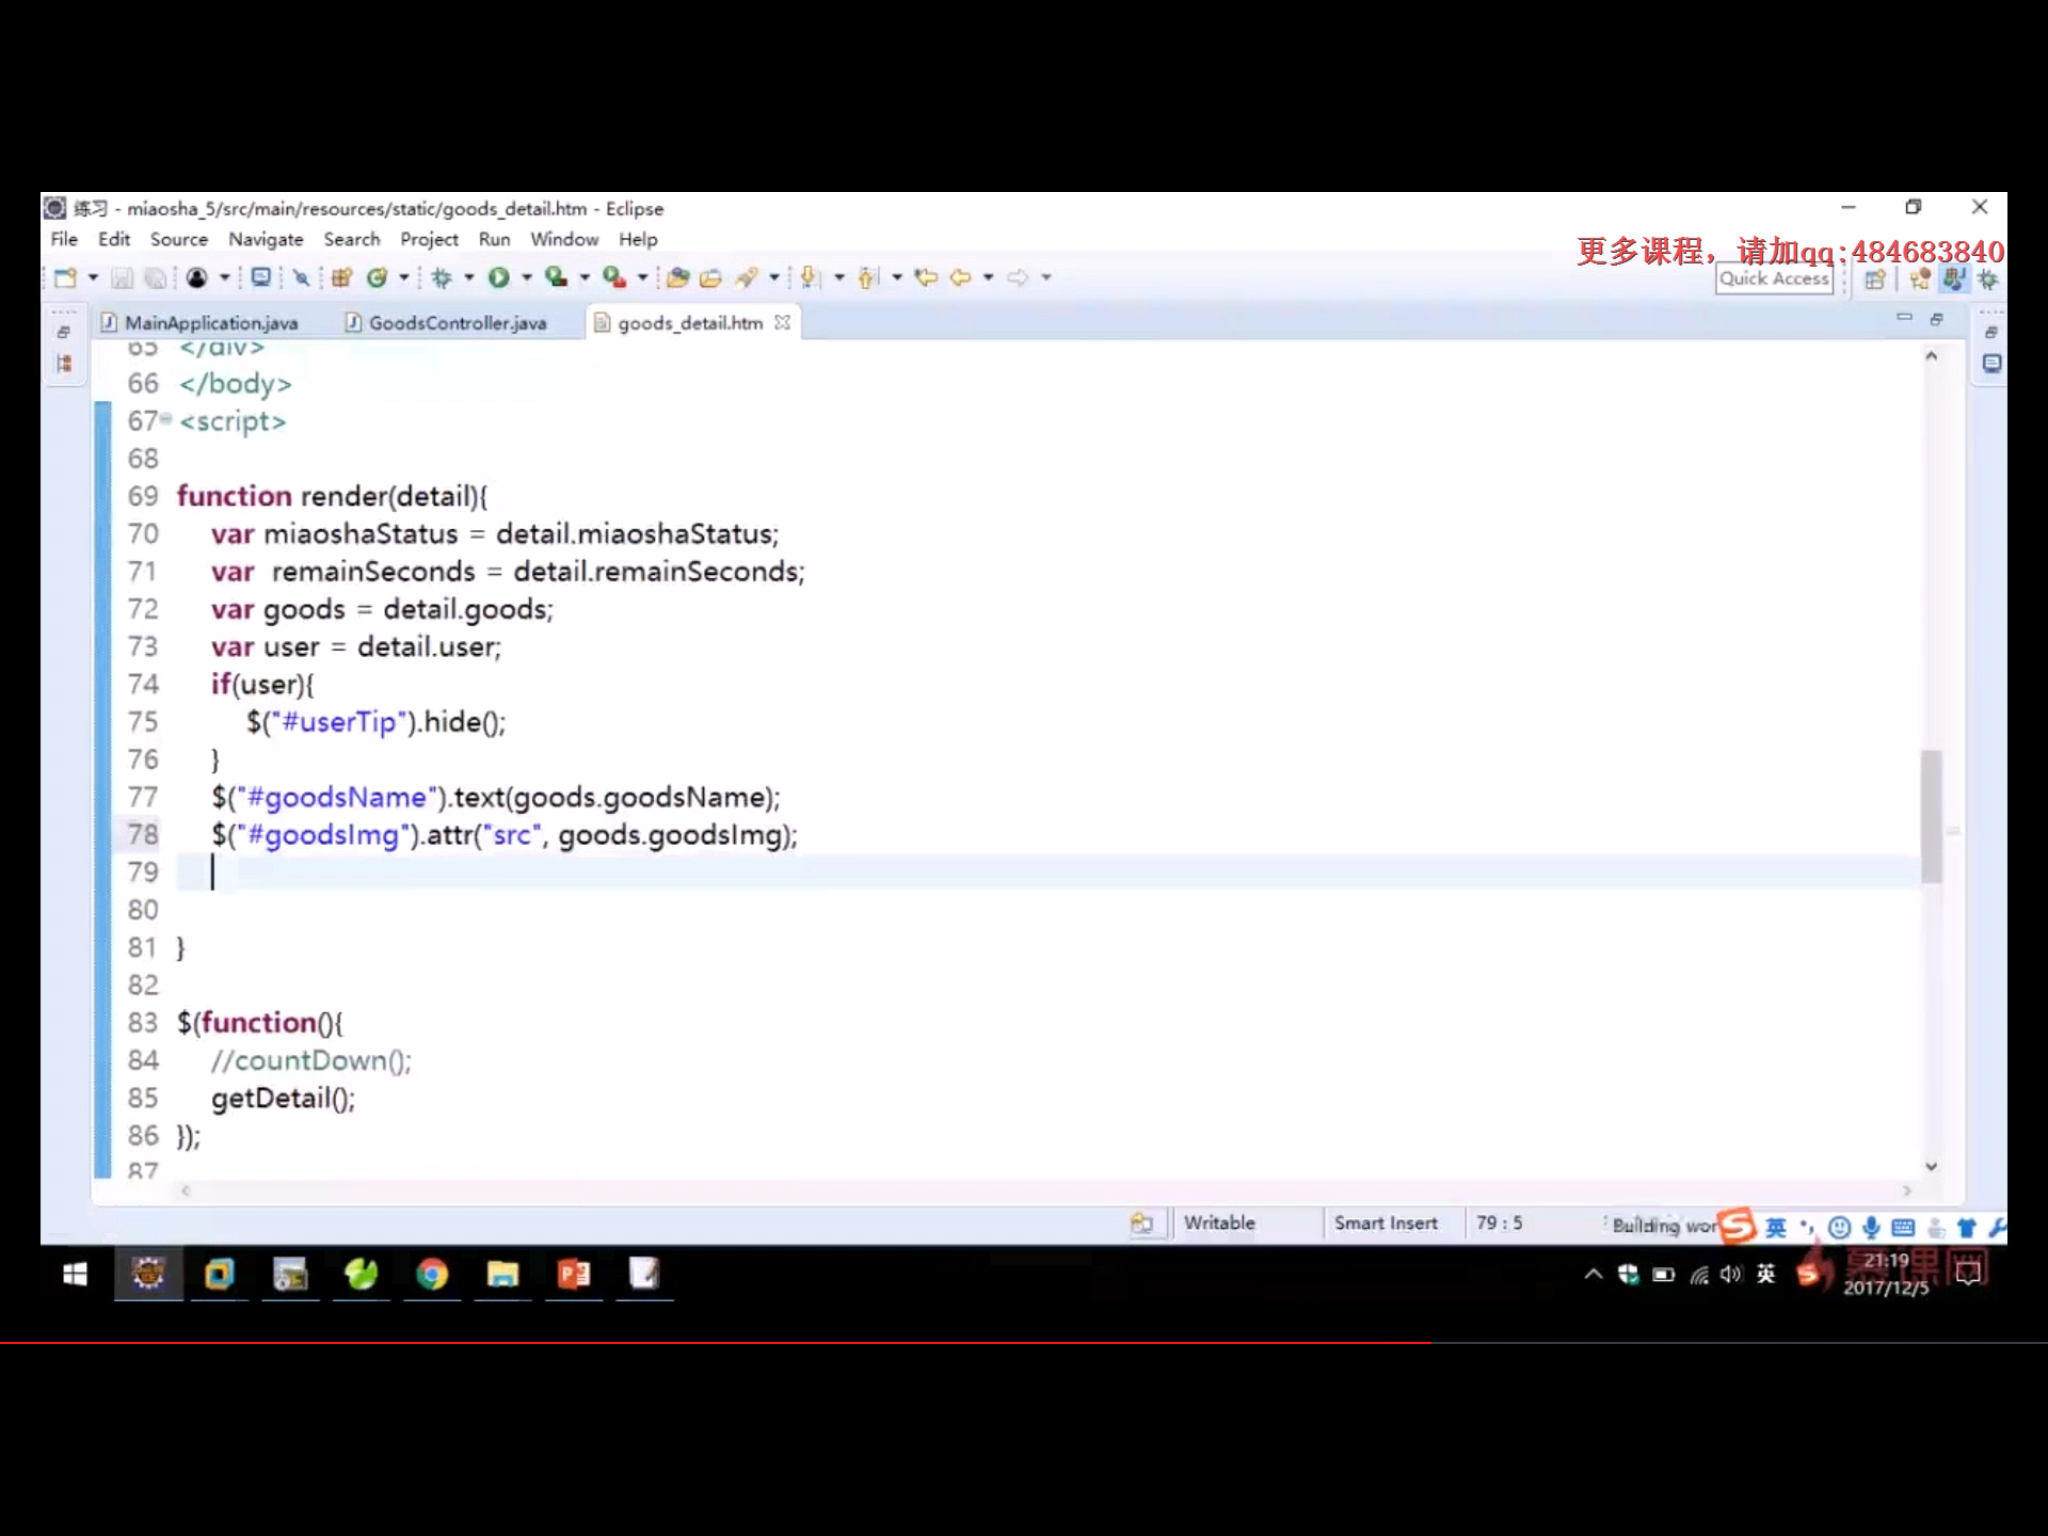 练习 - miaosha_5/src/main/resources/static/goods_detail.htm - Eclipse
File Edit Source Navigate Search Project Run Window Help
更多课程，请加qq:484683840
Quick Access
MainApplication.java GoodsController.java goods_detail.htm
65 </div>
66 </body>
67 <script>
68
69 function render(detail){
70 var miaoshaStatus = detail.miaoshaStatus;
71 var  remainSeconds = detail.remainSeconds;
72 var goods = detail.goods;
73 var user = detail.user;
74 if(user){
75 $("#userTip").hide();
76 }
77 $("#goodsName").text(goods.goodsName);
78 $("#goodsImg").attr("src", goods.goodsImg);
79
80
81 }
82
83 $(function(){
84 //countDown();
85 getDetail();
86 });
87
Writable Smart Insert 79 : 5 Building wor 英
英 21:19
2017/12/5
慕课网